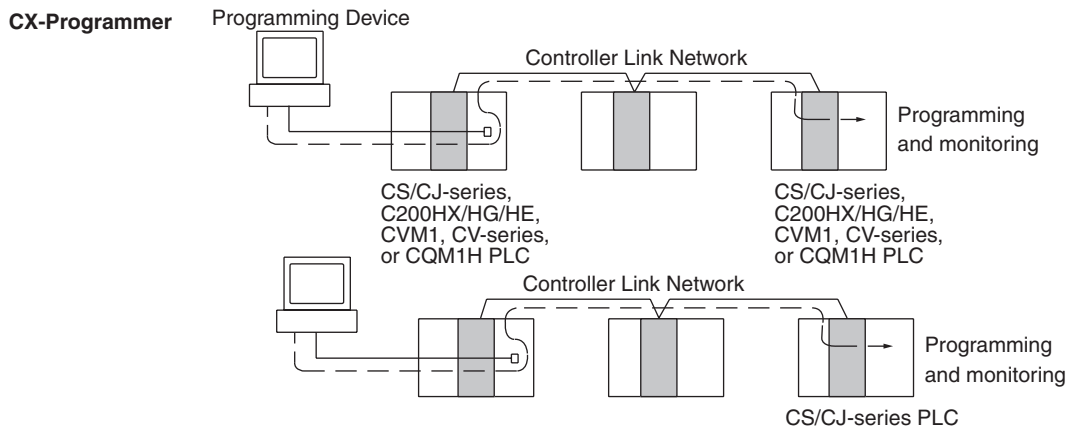 CX-Programmer
Programming Device
Controller Link Network
Programming
and monitoring
CS/CJ-series,
C200HX/HG/HE,
CVM1, CV-series,
or CQM1H PLC
CS/CJ-series,
C200HX/HG/HE,
CVM1, CV-series,
or CQM1H PLC
Controller Link Network
Programming
and monitoring
CS/CJ-series PLC